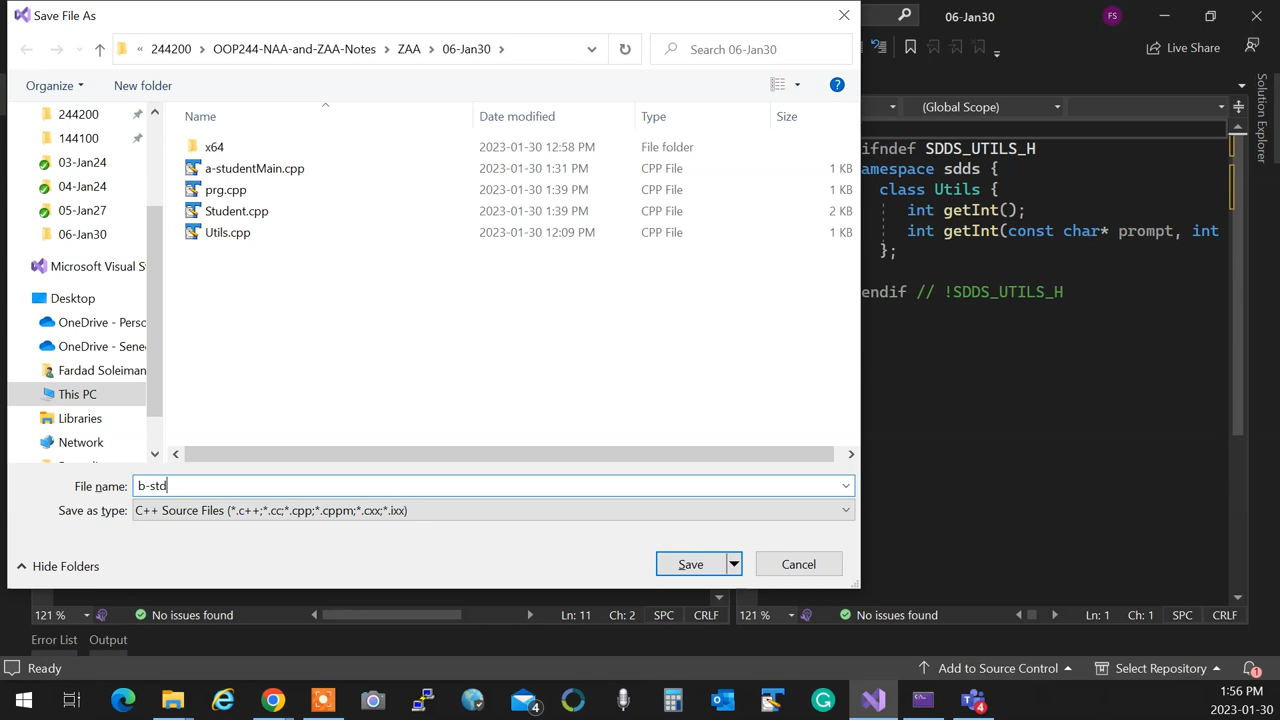 Save File As
06-Jan30
FS
« 244200 > OOP244-NAA-and-ZAA-Notes > ZAA > 06-Jan30 >
Search 06-Jan30
Live Share
Organize
New folder
?
244200
144100
03-Jan24
04-Jan24
05-Jan27
06-Jan30
Microsoft Visual S
Desktop
OneDrive - Perso
OneDrive - Sene
Fardad Soleiman
This PC
Libraries
Network
Name
Date modified
Type
Size
x64
2023-01-30 12:58 PM
File folder
a-studentMain.cpp
2023-01-30 1:31 PM
CPP File
1 KB
prg.cpp
2023-01-30 1:39 PM
CPP File
1 KB
Student.cpp
2023-01-30 1:39 PM
CPP File
2 KB
Utils.cpp
2023-01-30 12:09 PM
CPP File
1 KB
(Global Scope)
Solution Explorer
ifndef SDDS_UTILS_H
amespace sdds {
class Utils {
int getInt();
int getInt(const char* prompt, int
};
endif // !SDDS_UTILS_H
File name:
b-std
Save as type:
C++ Source Files (*.c++;*.cc;*.cpp;*.cppm;*.cxx;*.ixx)
Hide Folders
Save
Cancel
121 %
No issues found
Ln: 11
Ch: 2
SPC
CRLF
121 %
No issues found
Ln: 1
Ch: 1
SPC
CRLF
Error List
Output
Ready
Add to Source Control
Select Repository
1
4
4
1:56 PM
2023-01-30